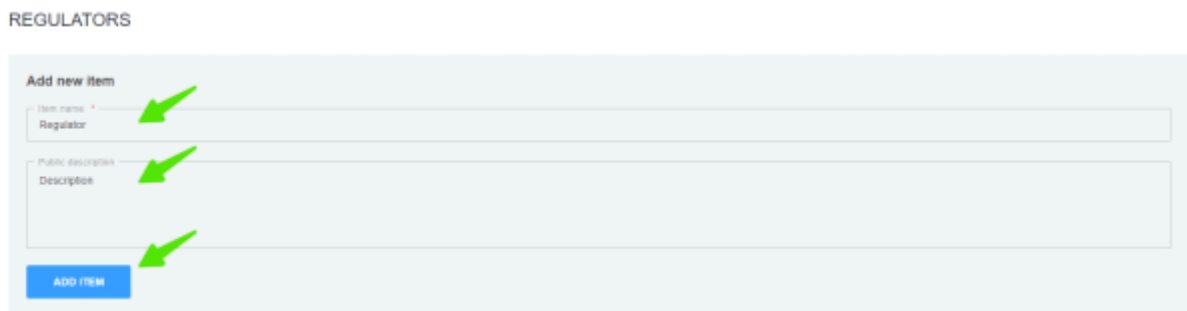 REGULATORS
Add new item
Item name *
Regulator
Public description
Description
ADD ITEM